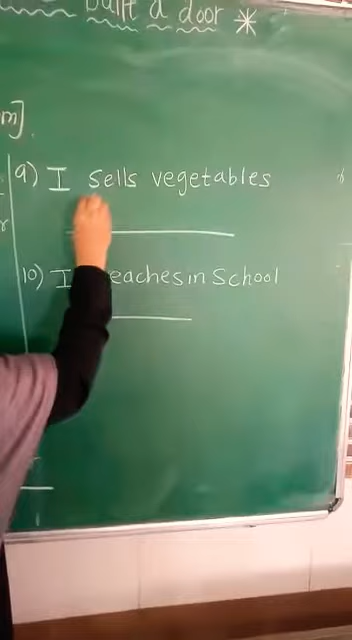 built a door *
m].
9) I sells vegetables
10) I teaches in School